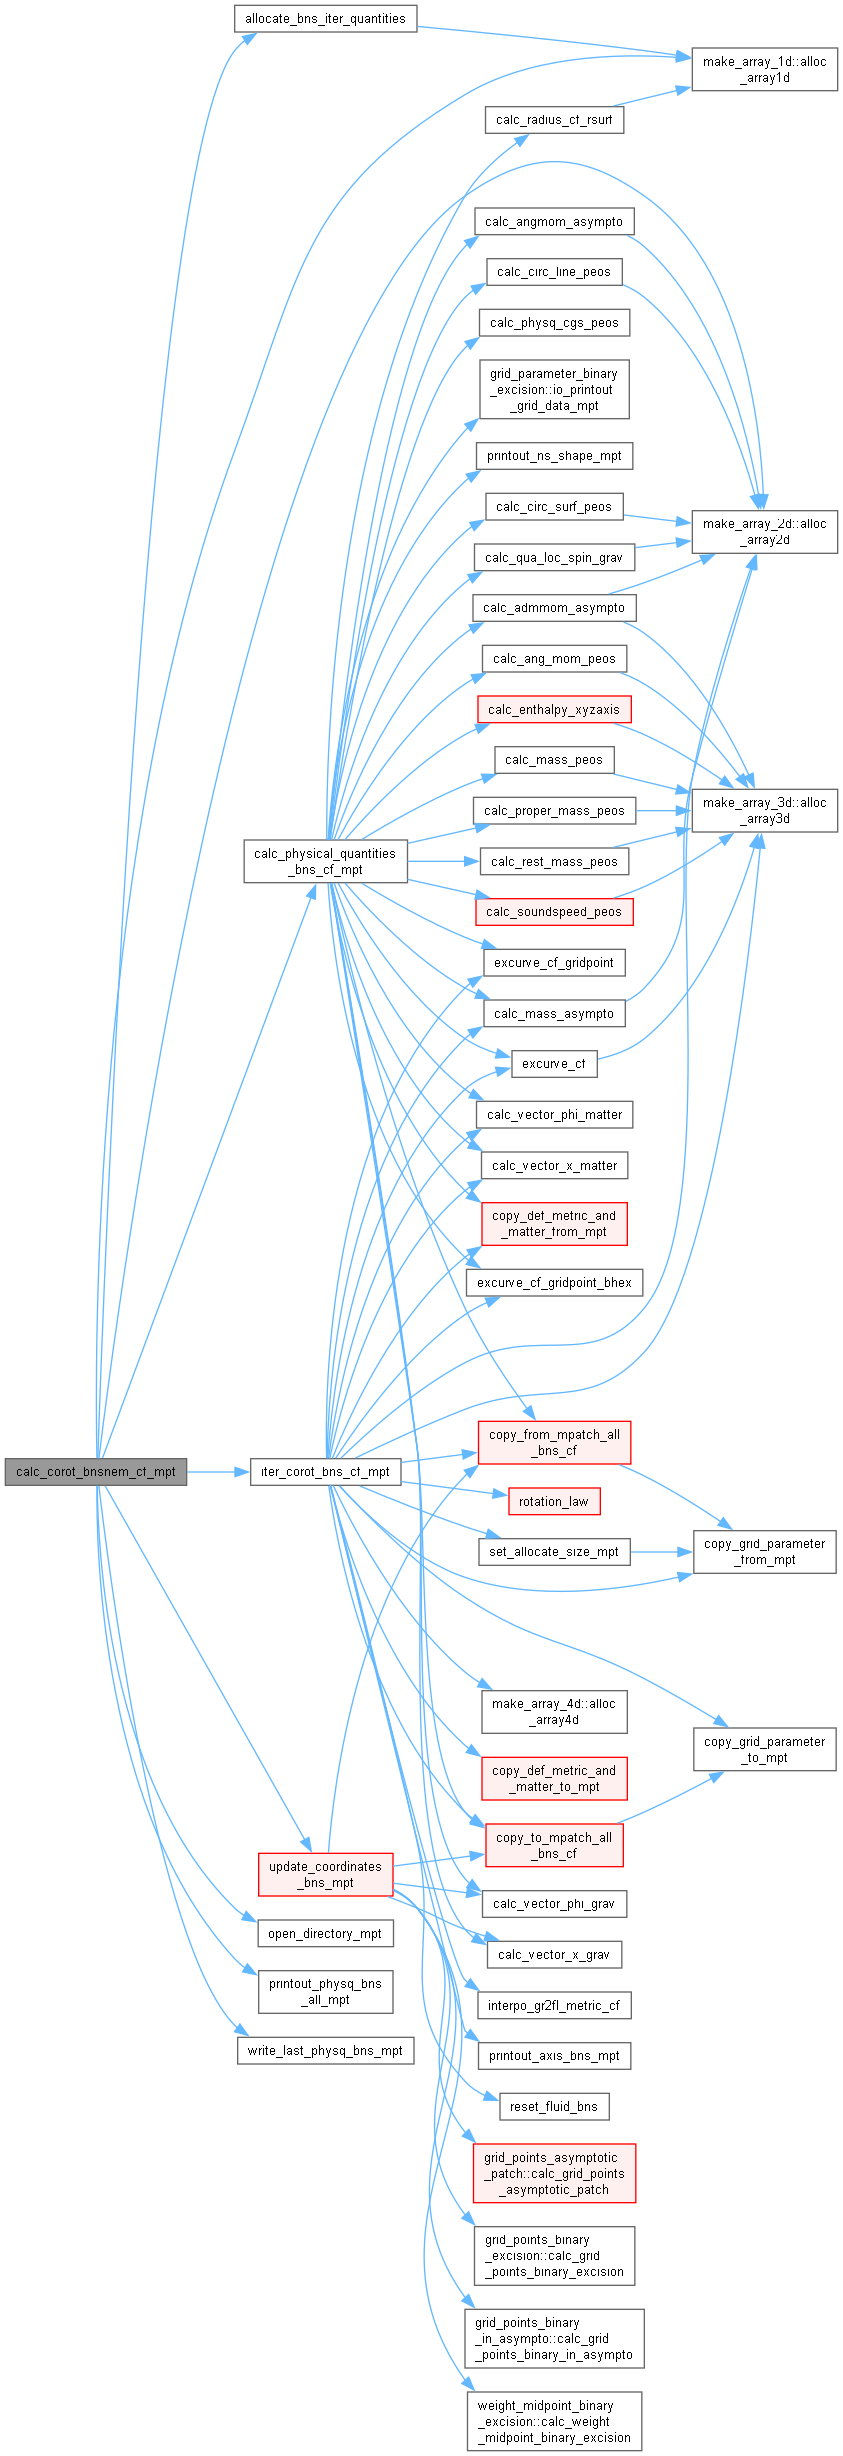 allocate_bns_iter_quantities
make_array_1d::alloc
_array1d
calc_radius_cf_rsurf
calc_angmom_asympto
calc_circ_line_peos
calc_physq_cgs_peos
grid_parameter_binary
_excision::io_printout
_grid_data_mpt
printout_ns_shape_mpt
calc_circ_surf_peos
make_array_2d::alloc
_array2d
calc_qua_loc_spin_grav
calc_admmom_asympto
calc_ang_mom_peos
calc_enthalpy_xyzaxis
calc_mass_peos
make_array_3d::alloc
_array3d
calc_proper_mass_peos
calc_physical_quantities
_bns_cf_mpt
calc_rest_mass_peos
calc_soundspeed_peos
excurve_cf_gridpoint
calc_mass_asympto
excurve_cf
calc_vector_phi_matter
calc_vector_x_matter
copy_def_metric_and
_matter_from_mpt
excurve_cf_gridpoint_bhex
copy_from_mpatch_all
_bns_cf
calc_corot_bnsnem_cf_mpt
iter_corot_bns_cf_mpt
rotation_law
set_allocate_size_mpt
copy_grid_parameter
_from_mpt
make_array_4d::alloc
_array4d
copy_grid_parameter
_to_mpt
copy_def_metric_and
_matter_to_mpt
copy_to_mpatch_all
_bns_cf
update_coordinates
_bns_mpt
calc_vector_phi_grav
open_directory_mpt
calc_vector_x_grav
printout_physq_bns
_all_mpt
interpo_gr2fl_metric_cf
write_last_physq_bns_mpt
printout_axis_bns_mpt
reset_fluid_bns
grid_points_asymptotic
_patch::calc_grid_points
_asymptotic_patch
grid_points_binary
_excision::calc_grid
_points_binary_excision
grid_points_binary
_in_asympto::calc_grid
_points_binary_in_asympto
weight_midpoint_binary
_excision::calc_weight
_midpoint_binary_excision